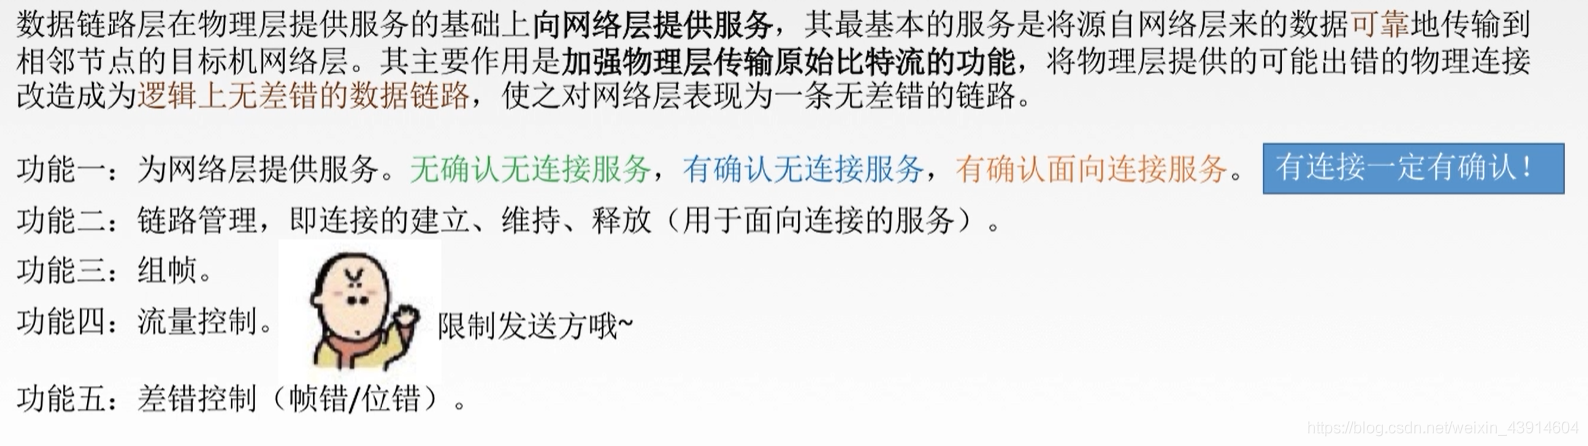 数据链路层在物理层提供服务的基础上向网络层提供服务，其最基本的服务是将源自网络层来的数据可靠地传输到
相邻节点的目标机网络层。其主要作用是加强物理层传输原始比特流的功能，将物理层提供的可能出错的物理连接
改造成为逻辑上无差错的数据链路，使之对网络层表现为一条无差错的链路。
功能一：为网络层提供服务。无确认无连接服务，有确认无连接服务，有确认面向连接服务。 有连接一定有确认！
功能二：链路管理，即连接的建立、维持、释放（用于面向连接的服务）。
功能三：组帧。
功能四：流量控制。 限制发送方哦~
功能五：差错控制（帧错/位错）。
https://blog.csdn.net/weixin_43914604